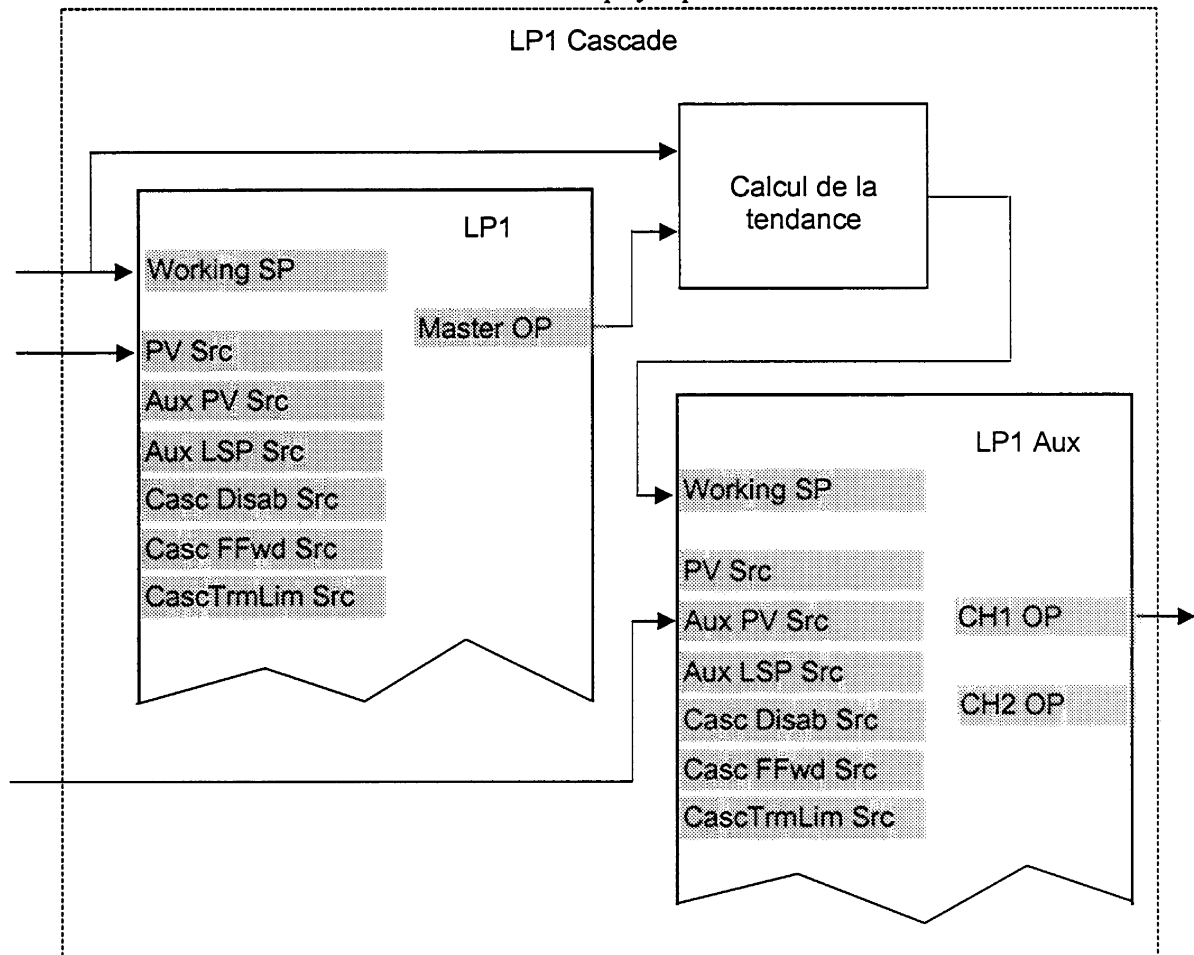 LP1 Cascade
Calcul de la
tendance
LP1
Working SP
Master OP
PV Src
Aux PV Src
Aux LSP Src
Casc Disab Src
Casc FFwd Src
CascTrmLim Src
LP1 Aux
Working SP
PV Src
Aux PV Src
CH1 OP
Aux LSP Src
CH2 OP
Casc Disab Src
Casc FFwd Src
CascTrmLim Src